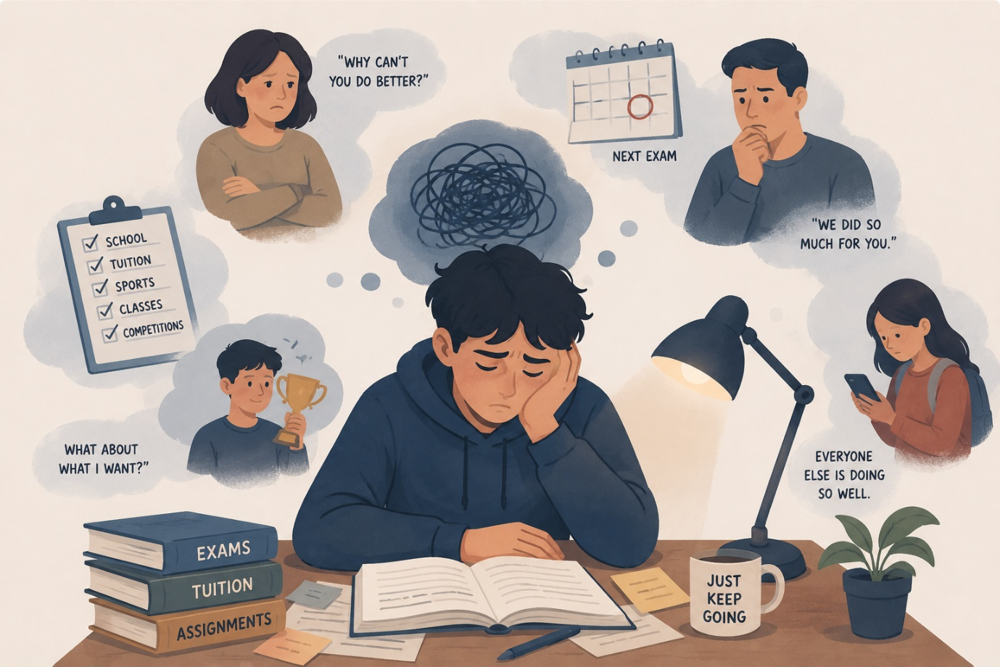 "WHY CAN'T
YOU DO BETTER?"
NEXT EXAM
"WE DID SO
MUCH FOR YOU."
SCHOOL
TUITION
SPORTS
CLASSES
COMPETITIONS
WHAT ABOUT
WHAT I WANT?"
EVERYONE
ELSE IS DOING
SO WELL.
EXAMS
TUITION
ASSIGNMENTS
JUST
KEEP
GOING